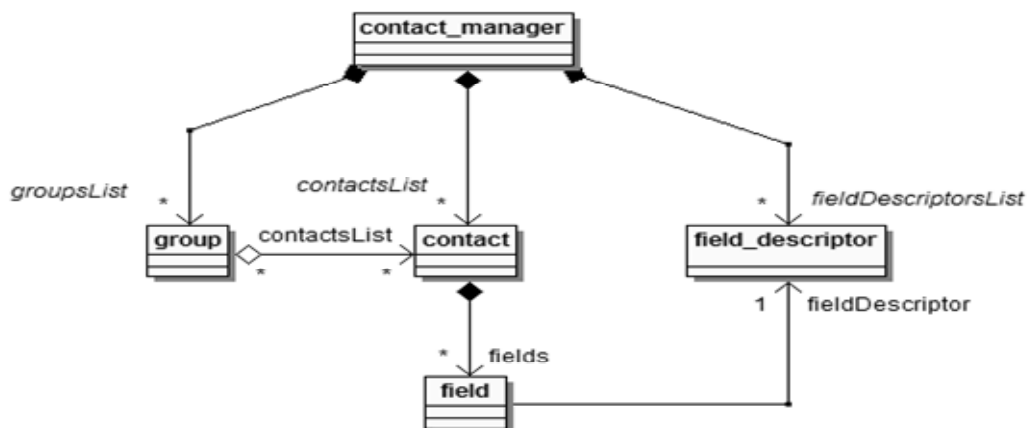 contact_manager
groupsList
*
contactsList
*
*
fieldDescriptorsList
group
contactsList
*
*
contact
field_descriptor
1
fieldDescriptor
*
fields
field